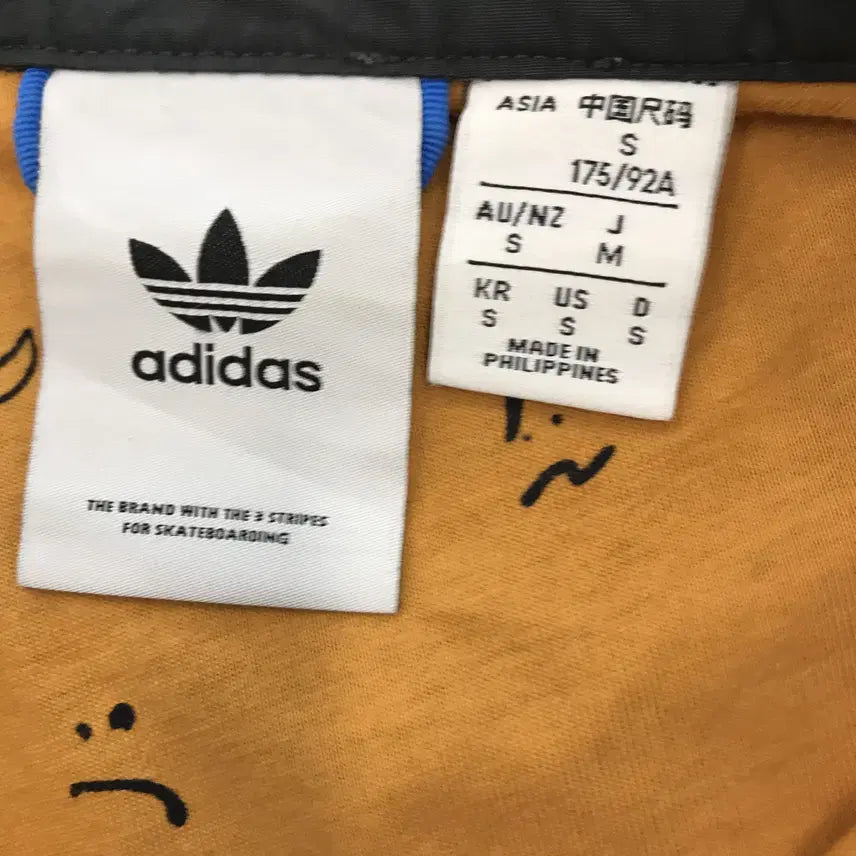 adidas
THE BRAND WITH THE 3 STRIPES
FOR SKATEBOARDING
ASIA 中国尺码
S
175/92A
AU/NZ J
S M
KR US D
S S S
MADE IN
PHILIPPINES